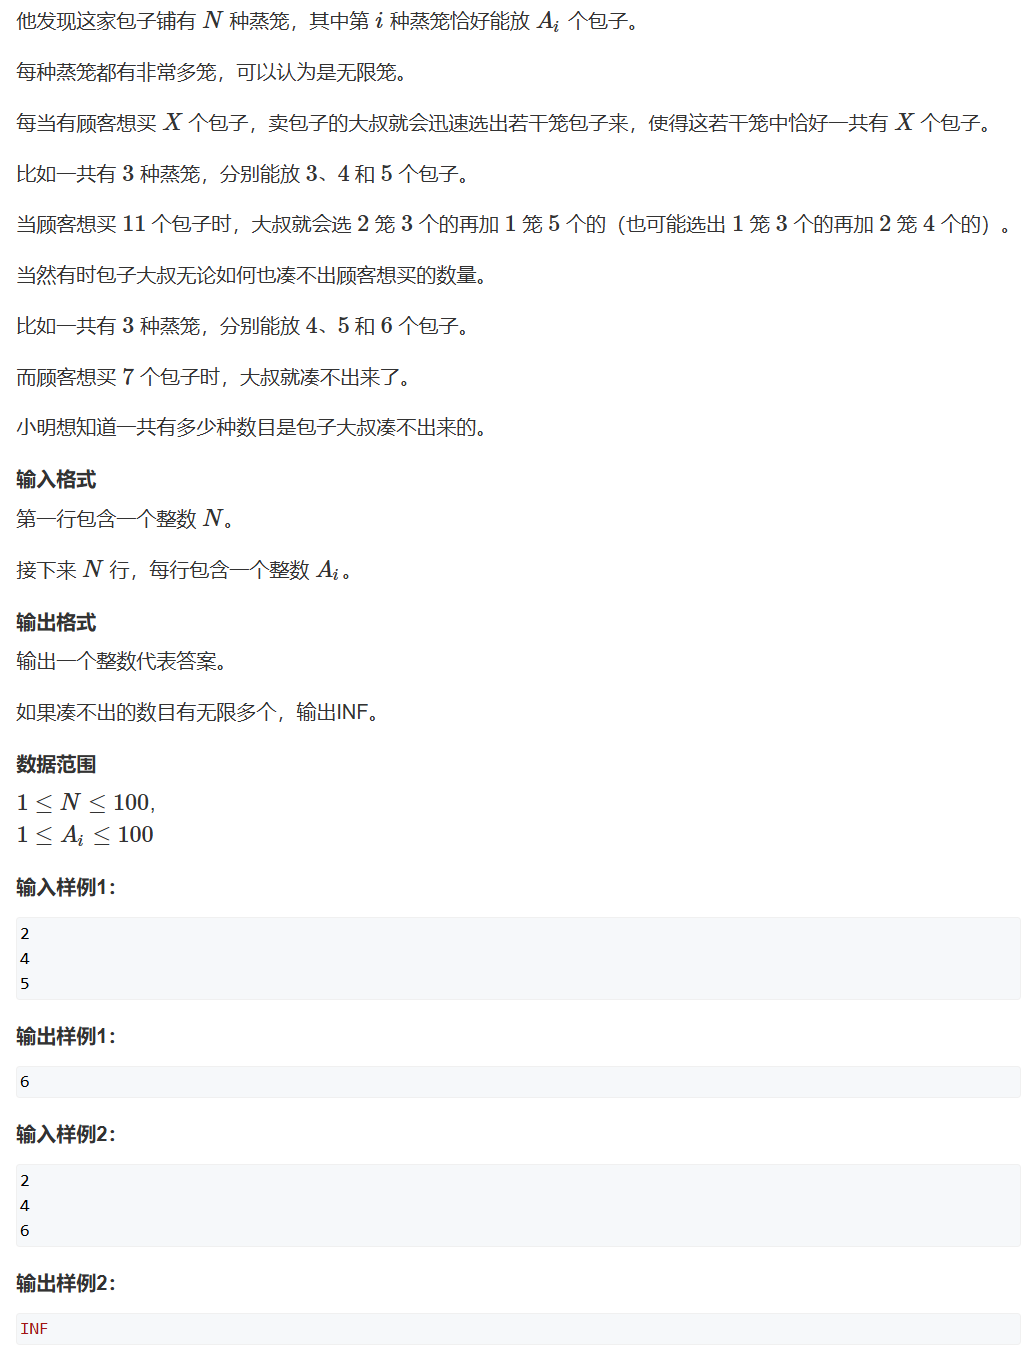 他发现这家包子铺有 N 种蒸笼，其中第 i 种蒸笼恰好能放 Aᵢ 个包子。
每种蒸笼都有非常多笼，可以认为是无限笼。
每当有顾客想买 X 个包子，卖包子的大叔就会迅速选出若干笼包子来，使得这若干笼中恰好一共有 X 个包子。
比如一共有 3 种蒸笼，分别能放 3、4 和 5 个包子。
当顾客想买 11 个包子时，大叔就会选 2 笼 3 个的再加 1 笼 5 个的（也可能选出 1 笼 3 个的再加 2 笼 4 个的）。
当然有时包子大叔无论如何也凑不出顾客想买的数量。
比如一共有 3 种蒸笼，分别能放 4、5 和 6 个包子。
而顾客想买 7 个包子时，大叔就凑不出来了。
小明想知道一共有多少种数目是包子大叔凑不出来的。
输入格式
第一行包含一个整数 N。
接下来 N 行，每行包含一个整数 Aᵢ。
输出格式
输出一个整数代表答案。
如果凑不出的数目有无限多个，输出INF。
数据范围
1 ≤ N ≤ 100,
1 ≤ Aᵢ ≤ 100
输入样例1：
2
4
5
输出样例1：
6
输入样例2：
2
4
6
输出样例2：
INF